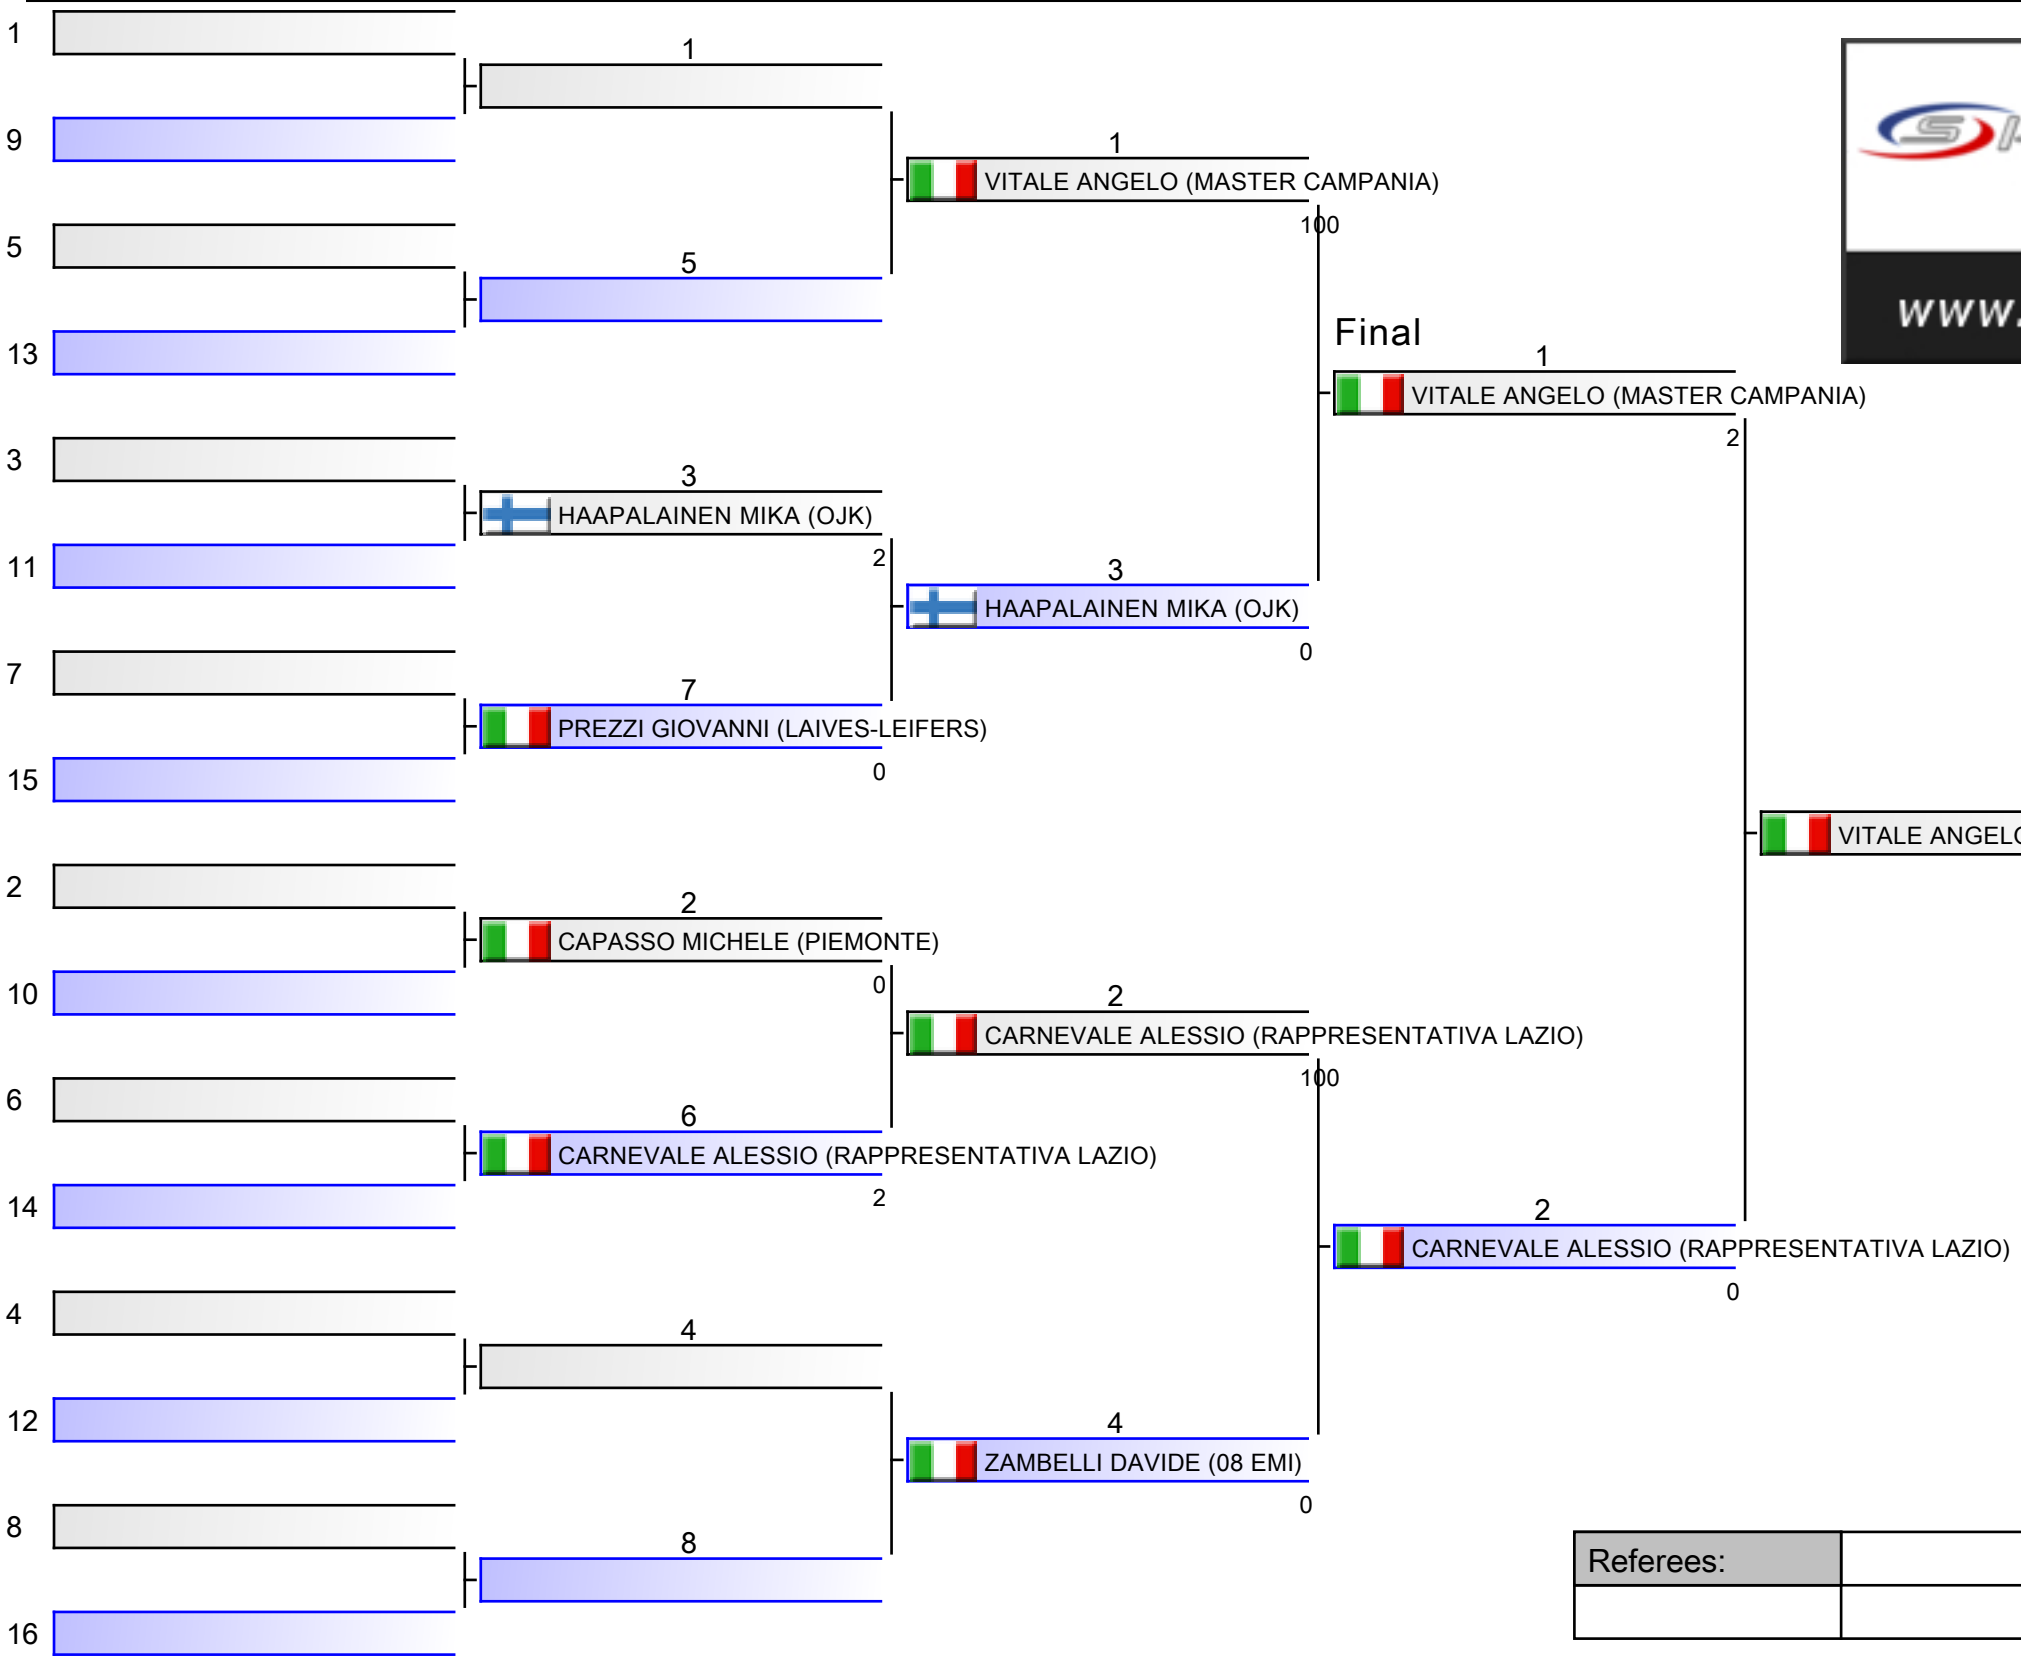 1
1
9
1
VITALE ANGELO (MASTER CAMPANIA)
100
5
5
13
Final
1
VITALE ANGELO (MASTER CAMPANIA)
2
www.
3
3
HAAPALAINEN MIKA (OJK)
2
11
3
HAAPALAINEN MIKA (OJK)
0
7
7
PREZZI GIOVANNI (LAIVES-LEIFERS)
0
15
VITALE ANGELO
2
2
CAPASSO MICHELE (PIEMONTE)
0
10
2
CARNEVALE ALESSIO (RAPPRESENTATIVA LAZIO)
100
6
6
CARNEVALE ALESSIO (RAPPRESENTATIVA LAZIO)
2
14
2
CARNEVALE ALESSIO (RAPPRESENTATIVA LAZIO)
0
4
4
12
4
ZAMBELLI DAVIDE (08 EMI)
0
8
8
16
Referees: